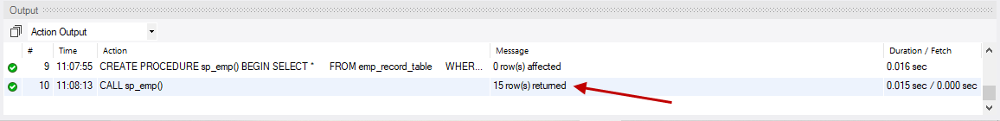 Output
Action Output
# Time Action Message Duration / Fetch
9 11:07:55 CREATE PROCEDURE sp_emp() BEGIN SELECT * FROM emp_record_table WHER... 0 row(s) affected 0.016 sec
10 11:08:13 CALL sp_emp() 15 row(s) returned 0.015 sec / 0.000 sec